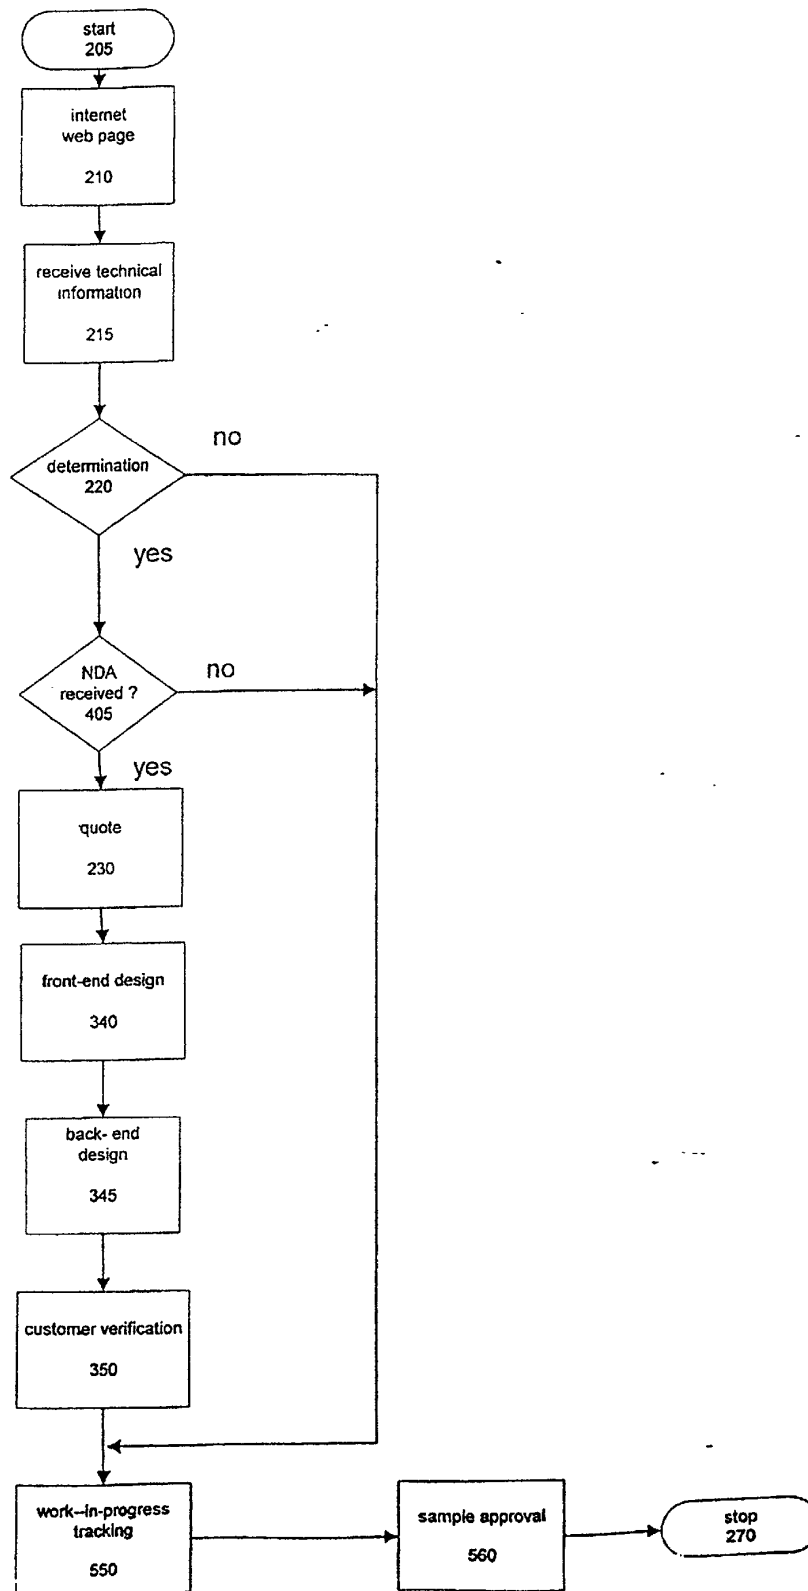 start
205
internet
web page
210
receive technical
information
215
no
determination
220
yes
NDA
received ?
405
no
yes
quote
230
front-end design
340
back- end
design
345
customer verification
350
work--in-progress
tracking
550
sample approval
560
stop
270